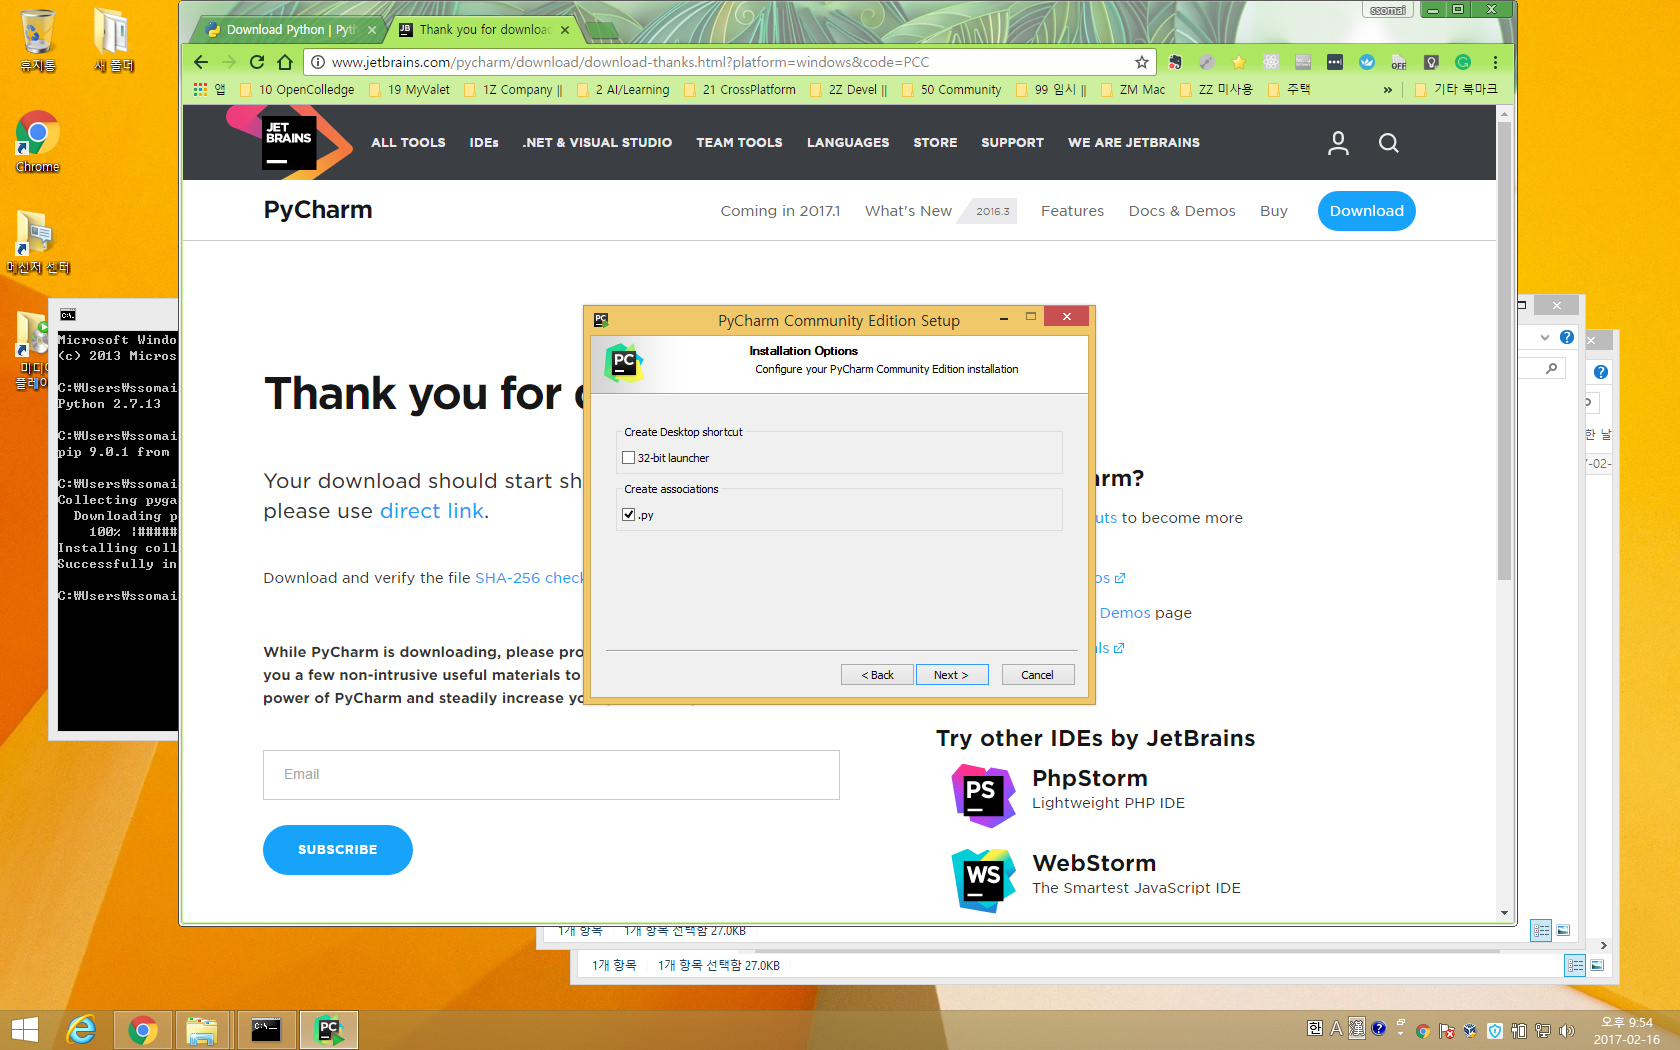 휴지통
새 폴더
Chrome
메신저 센터
ssomai
Download Python | Pyth
Thank you for download
www.jetbrains.com/pycharm/download/download-thanks.html?platform=windows&code=PCC
OFF
앱
10 OpenColledge
19 MyValet
1Z Company ||
2 AI/Learning
21 CrossPlatform
2Z Devel ||
50 Community
99 임시 ||
ZM Mac
ZZ 미사용
주택
»
기타 북마크
JET
BRAINS
ALL TOOLS
IDEs
.NET & VISUAL STUDIO
TEAM TOOLS
LANGUAGES
STORE
SUPPORT
WE ARE JETBRAINS
PyCharm
Coming in 2017.1
What's New
2016.3
Features
Docs & Demos
Buy
Download
Thank you for d
Your download should start sh
please use direct link.
Download and verify the file SHA-256 check
While PyCharm is downloading, please pro
you a few non-intrusive useful materials to
power of PyCharm and steadily increase yo
Email
SUBSCRIBE
arm?
uts to become more
os
Demos page
ls
Try other IDEs by JetBrains
PS
PhpStorm
Lightweight PHP IDE
WS
WebStorm
The Smartest JavaScript IDE
PC
PyCharm Community Edition Setup
PC
Installation Options
Configure your PyCharm Community Edition installation
Create Desktop shortcut
32-bit launcher
Create associations
.py
< Back
Next >
Cancel
C:\.
Microsoft Windo
(c) 2013 Micros
C:₩Users₩ssomai
Python 2.7.13
C:₩Users₩ssomai
pip 9.0.1 from
C:₩Users₩ssomai
Collecting pyga
Downloading p
100% |#####
Installing coll
Successfully in
C:₩Users₩ssomai
미디어
플레이
한 날
7-02-
1개 항목
1개 항목 선택함 27.0KB
1개 항목
1개 항목 선택함 27.0KB
C:\_
PC
한
A
漢
오후 9:54
2017-02-16